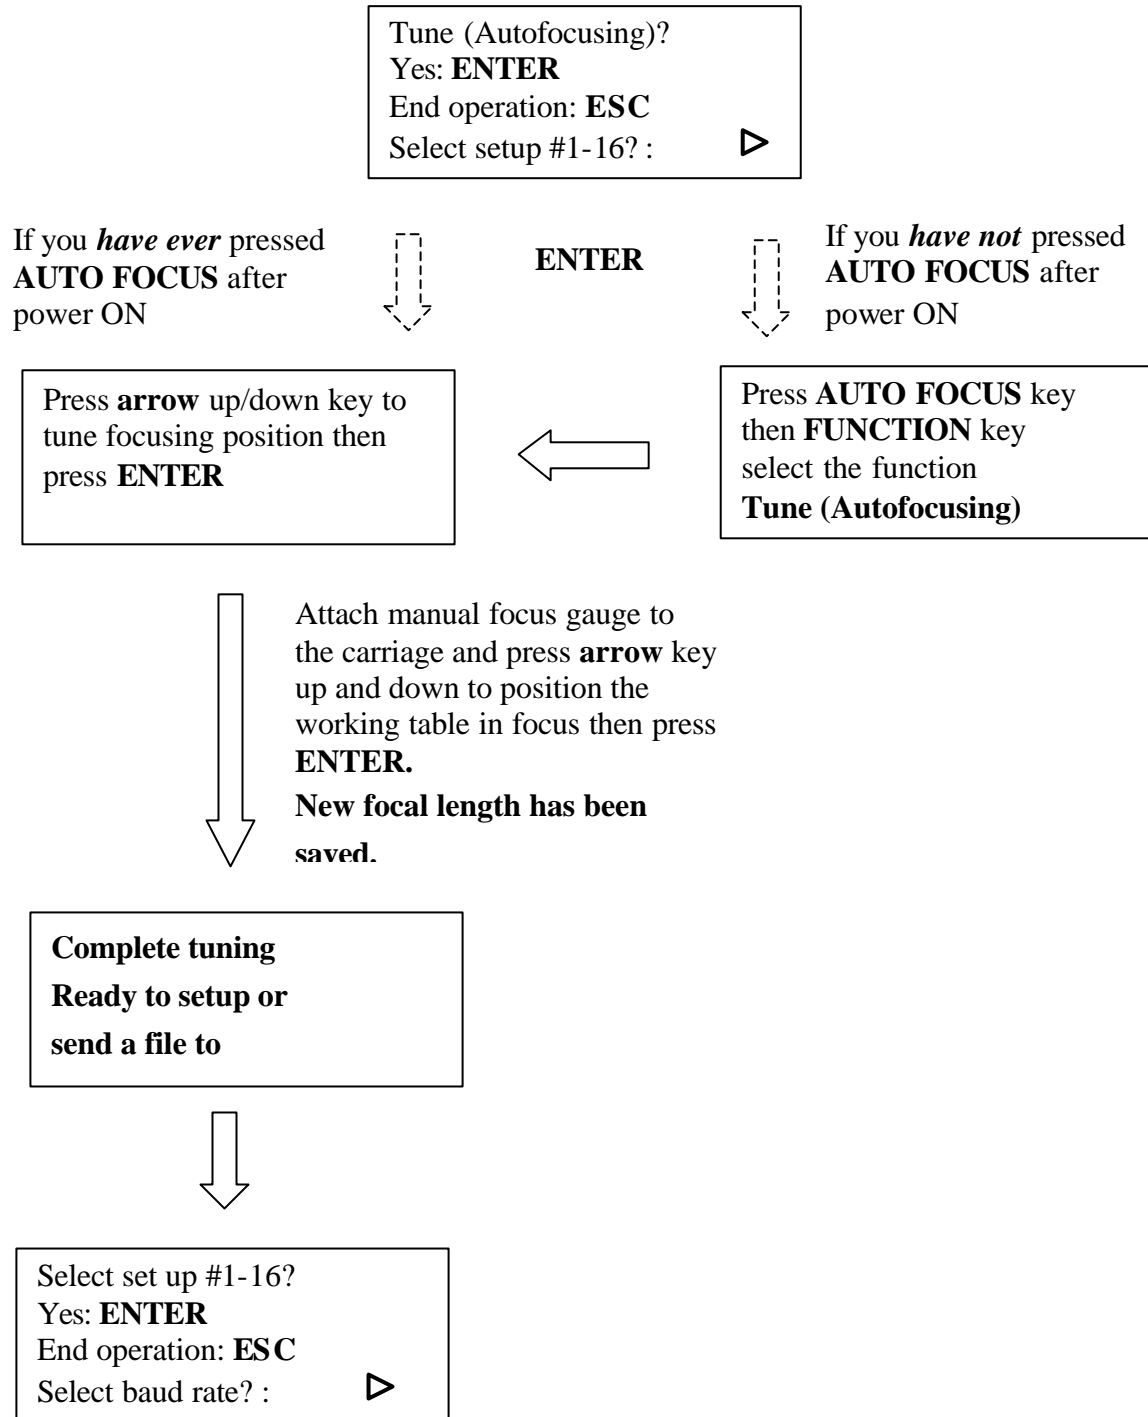 Tune (Autofocusing)?
Yes: ENTER
End operation: ESC
Select setup #1-16? :
If you have ever pressed
AUTO FOCUS after
power ON
ENTER
If you have not pressed
AUTO FOCUS after
power ON
Press arrow up/down key to
tune focusing position then
press ENTER
Press AUTO FOCUS key
then FUNCTION key
select the function
Tune (Autofocusing)
Attach manual focus gauge to
the carriage and press arrow key
up and down to position the
working table in focus then press
ENTER.
New focal length has been
saved.
Complete tuning
Ready to setup or
send a file to
Select set up #1-16?
Yes: ENTER
End operation: ESC
Select baud rate? :